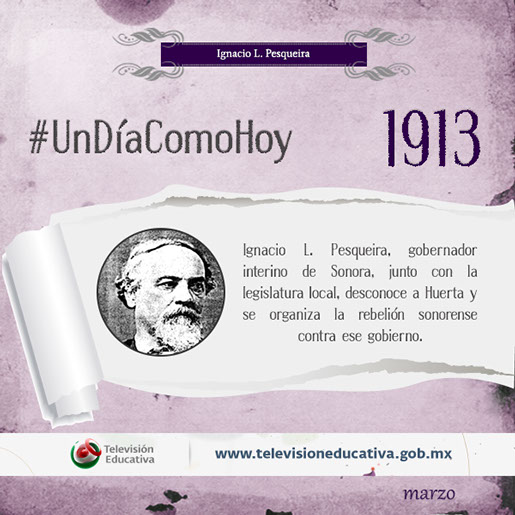 Ignacio L. Pesqueira
#UnDíaComoHoy
1913
Ignacio L. Pesqueira, gobernador
interino de Sonora, junto con la
legislatura local, desconoce a Huerta y
se organiza la rebelión sonorense
contra ese gobierno.
Televisión
Educativa
www.televisioneducativa.gob.mx
marzo